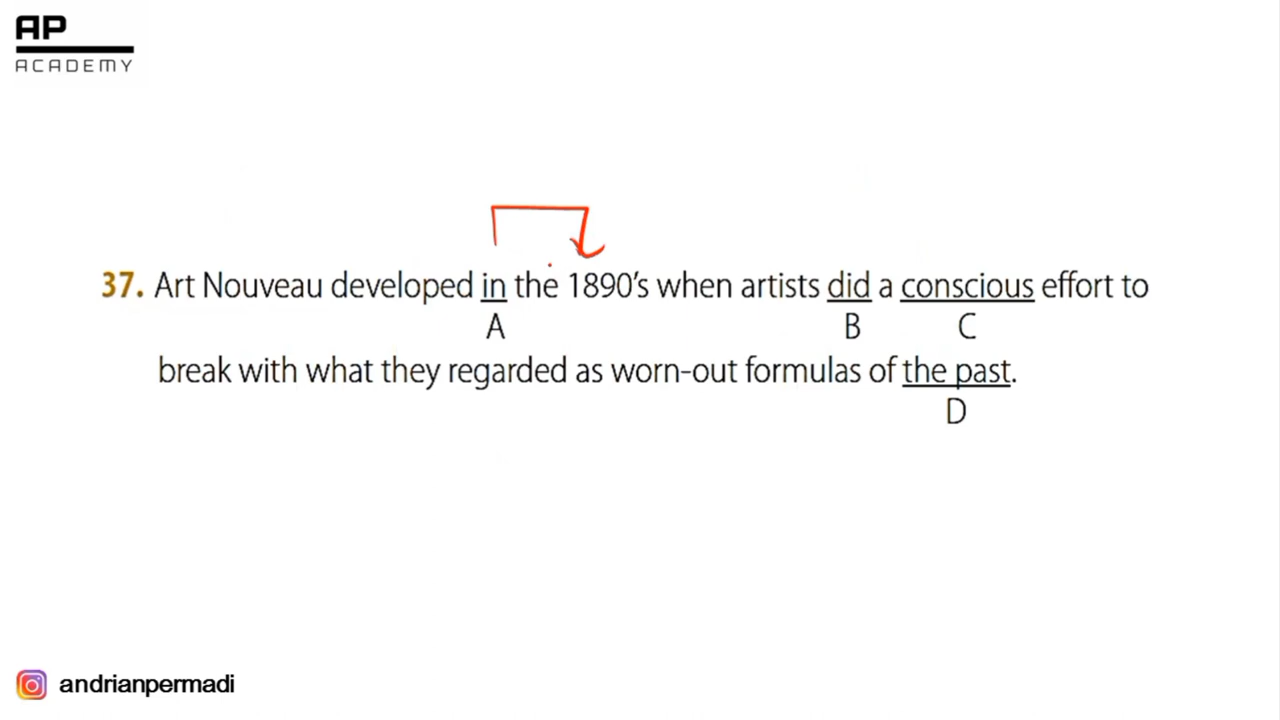 AP
ACADEMY
37. Art Nouveau developed in the 1890's when artists did a conscious effort to
A B C
break with what they regarded as worn-out formulas of the past.
D
andrianpermadi